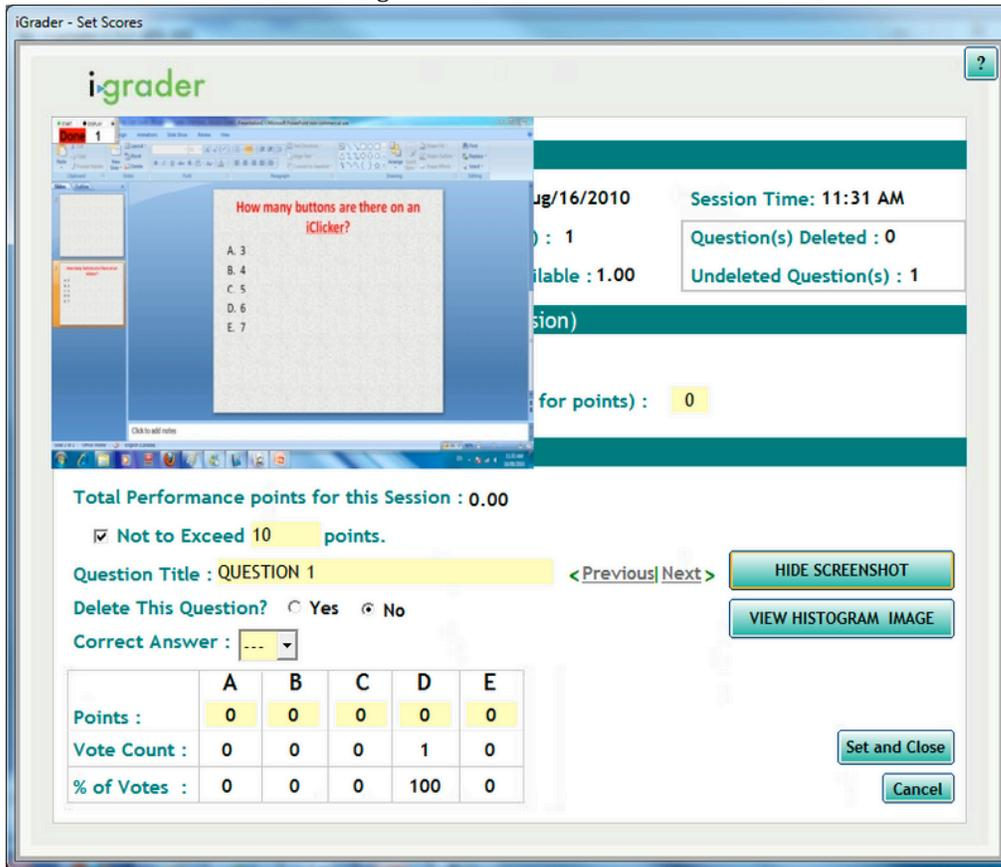 iGrader - Set Scores
?
i grader
Done 1
How many buttons are there on an
iClicker?
A. 3
B. 4
C. 5
D. 6
E. 7
Click to add notes
ug/16/2010 Session Time: 11:31 AM
) : 1 Question(s) Deleted : 0
ilable : 1.00 Undeleted Question(s) : 1
sion)
for points) : 0
Total Performance points for this Session : 0.00
Not to Exceed 10 points.
Question Title : QUESTION 1 <Previous| Next > HIDE SCREENSHOT
Delete This Question? Yes No VIEW HISTOGRAM IMAGE
Correct Answer : ---
A B C D E
Points : 0 0 0 0 0
Vote Count : 0 0 0 1 0 Set and Close
% of Votes : 0 0 0 100 0 Cancel